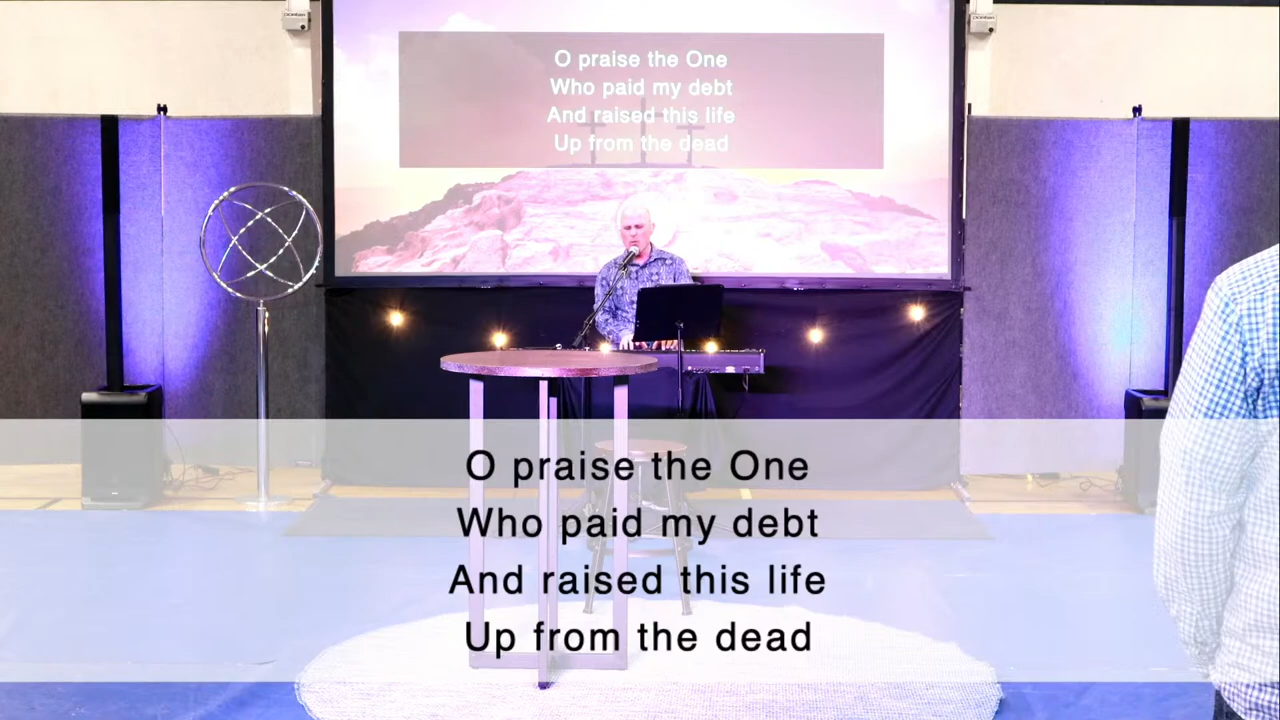 O praise the One
Who paid my debt
And raised this life
Up from the dead
O praise the One
Who paid my debt
And raised this life
Up from the dead